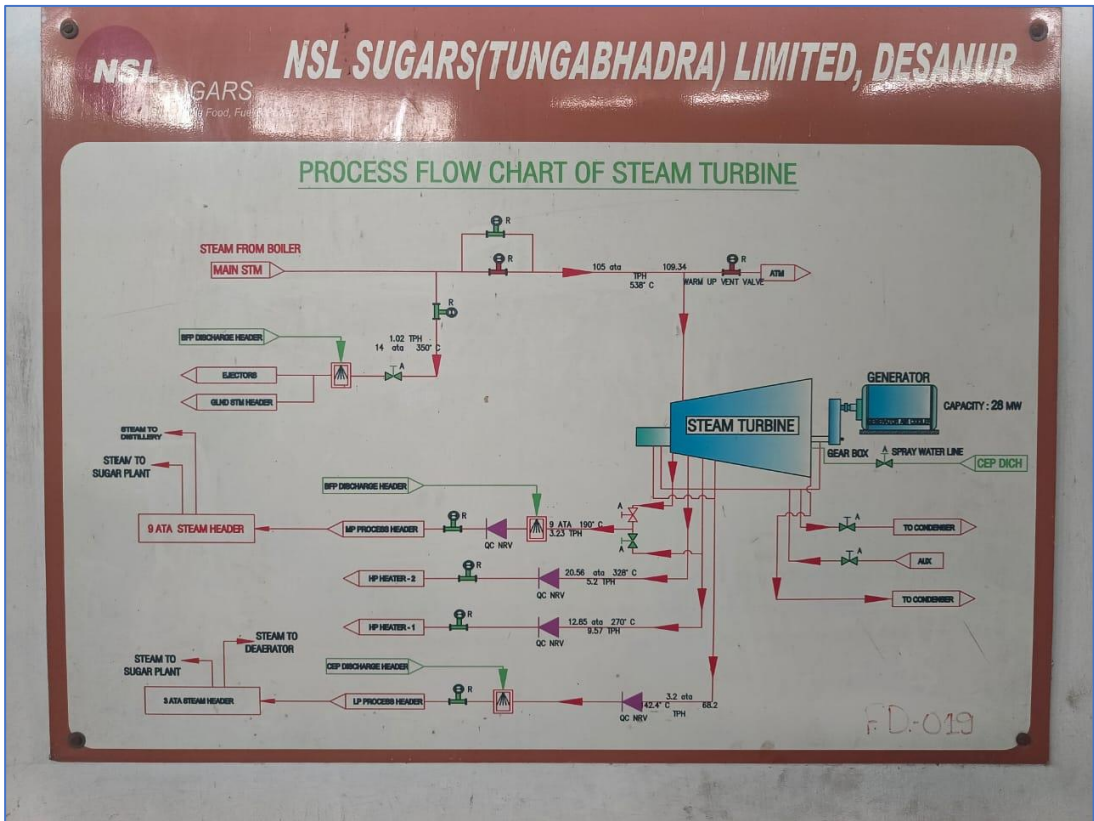 NSL SUGARS(TUNGABHADRA) LIMITED, DESANUR
NSL
SUGARS
Food,
PROCESS FLOW CHART OF STEAM TURBINE
STEAM FROM BOILER
MAIN STM
R
R
105 ata 109.34
TPH
538° C
R
WARM UP VENT VALVE
ATM
R
BFP DISCHARGE HEADER
1.02 TPH
14 ata 350° C
A
EJECTORS
GLND STM HEADER
STEAM TURBINE
GENERATOR
GENERATOR AIR COOLER
CAPACITY : 28 MW
GEAR BOX
A
SPRAY WATER LINE
CEP DICH
STEAM TO
DISTILLERY
STEAM TO
SUGAR PLANT
BFP DISCHARGE HEADER
9 ATA STEAM HEADER
MP PROCESS HEADER
R
QC NRV
9 ATA 190° C
3.23 TPH
A
A
A
TO CONDENSER
A
AUX
TO CONDENSER
HP HEATER - 2
R
QC NRV
20.56 ata 328° C
5.2 TPH
HP HEATER - 1
R
QC NRV
12.85 ata 270° C
9.57 TPH
STEAM TO
DEAERATOR
STEAM TO
SUGAR PLANT
CEP DISCHARGE HEADER
3 ATA STEAM HEADER
LP PROCESS HEADER
R
QC NRV
3.2 ata
142.4° C 68.2
TPH
F.D.-019